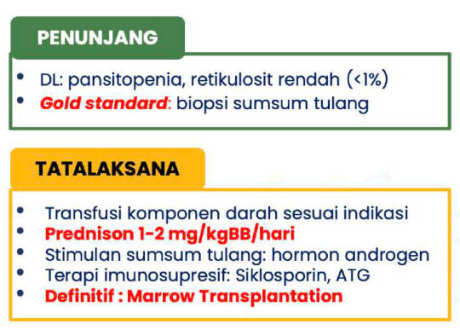 PENUNJANG
• DL: pansitopenia, retikulosit rendah (<1%)
• Gold standard: biopsi sumsum tulang
TATALAKSANA
• Transfusi komponen darah sesuai indikasi
• Prednison 1-2 mg/kgBB/hari
• Stimulan sumsum tulang: hormon androgen
• Terapi imunosupresif: Siklosporin, ATG
• Definitif : Marrow Transplantation